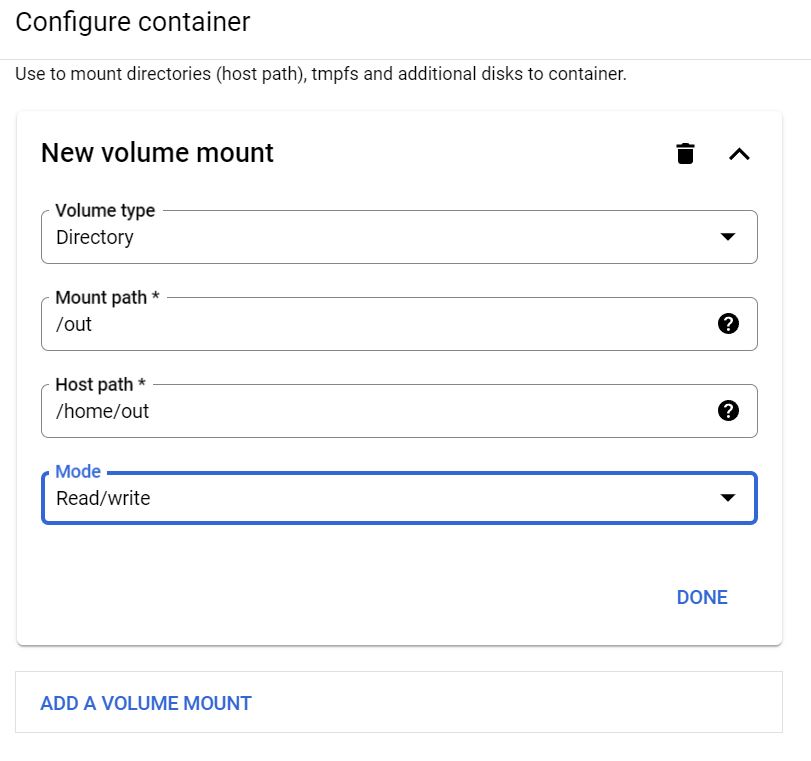 Configure container
Use to mount directories (host path), tmpfs and additional disks to container.
New volume mount
Volume type
Directory
Mount path *
/out
Host path *
/home/out
Mode
Read/write
DONE
ADD A VOLUME MOUNT